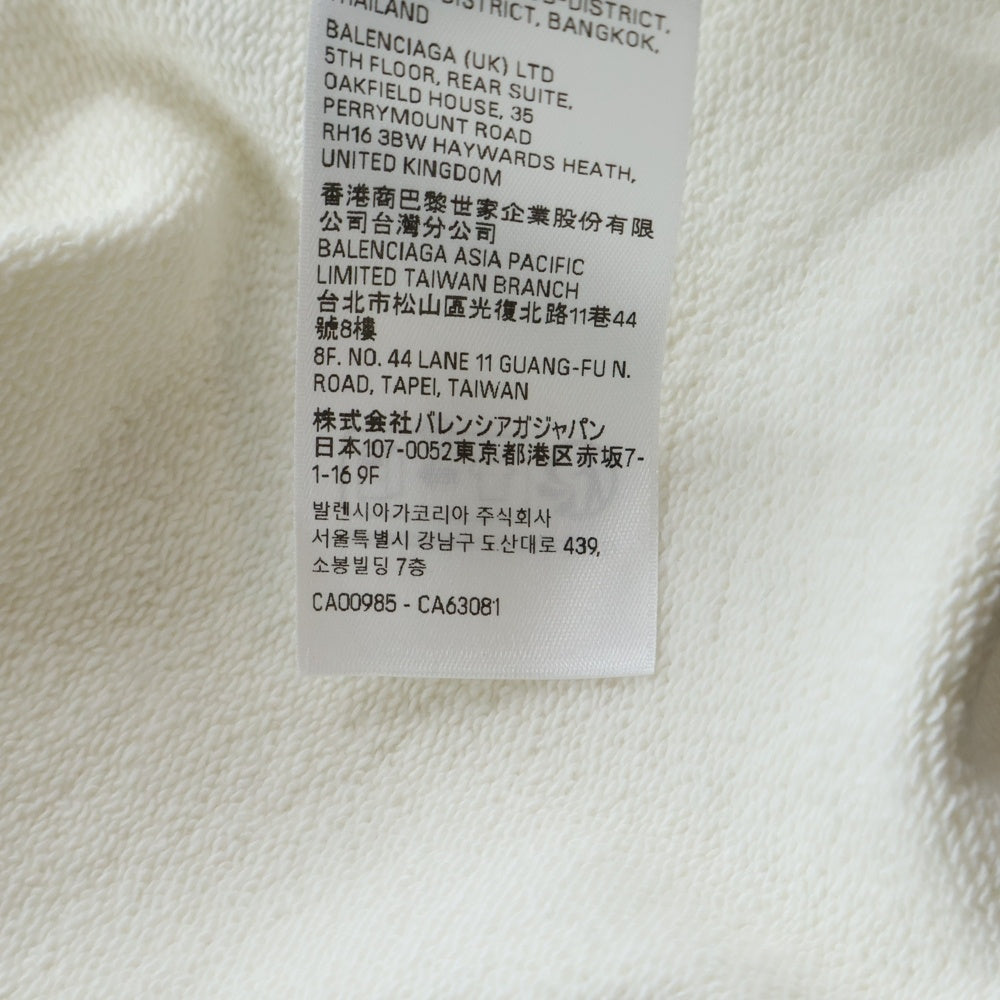 -DISTRICT,
DISTRICT, BANGKOK,
THAILAND
BALENCIAGA (UK) LTD
5TH FLOOR, REAR SUITE,
OAKFIELD HOUSE, 35
PERRYMOUNT ROAD
RH16 3BW HAYWARDS HEATH,
UNITED KINGDOM
香港商巴黎世家企業股份有限
公司台灣分公司
BALENCIAGA ASIA PACIFIC
LIMITED TAIWAN BRANCH
台北市松山區光復北路11巷44
號8樓
8F. NO. 44 LANE 11 GUANG-FU N.
ROAD, TAPEI, TAIWAN
株式会社バレンシアガジャパン
日本107-0052東京都港区赤坂7-
1-16 9F
발렌시아가코리아 주식회사
서울특별시 강남구 도산대로 439,
소봉빌딩 7층
CA00985 - CA63081